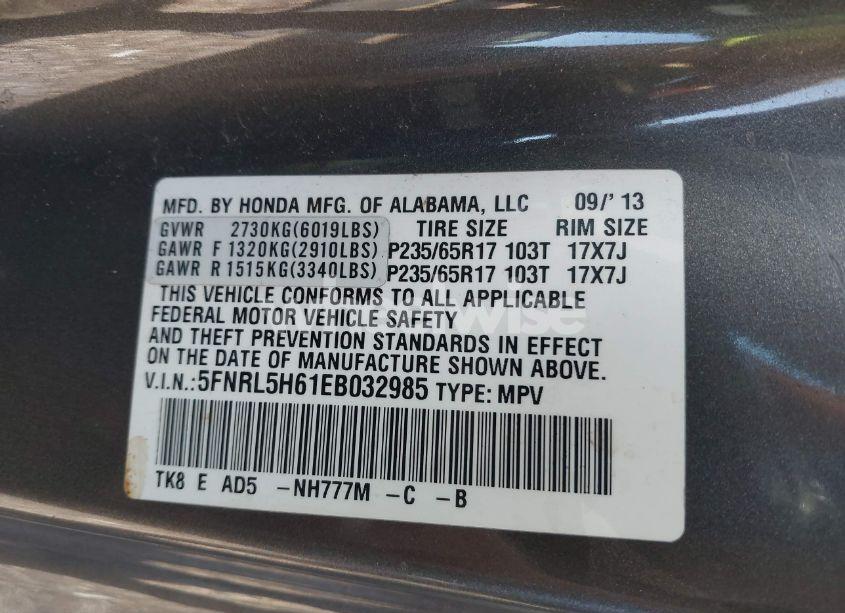 MFD. BY HONDA MFG. OF ALABAMA, LLC 09/'13
GVWR 2730KG(6019LBS) TIRE SIZE RIM SIZE
GAWR F 1320KG(2910LBS) P235/65R17 103T 17X7J
GAWR R 1515KG(3340LBS) P235/65R17 103T 17X7J
THIS VEHICLE CONFORMS TO ALL APPLICABLE
FEDERAL MOTOR VEHICLE SAFETY
AND THEFT PREVENTION STANDARDS IN EFFECT
ON THE DATE OF MANUFACTURE SHOWN ABOVE.
V.I.N.:5FNRL5H61EB032985 TYPE: MPV
TK8 E AD5 -NH777M -C -B